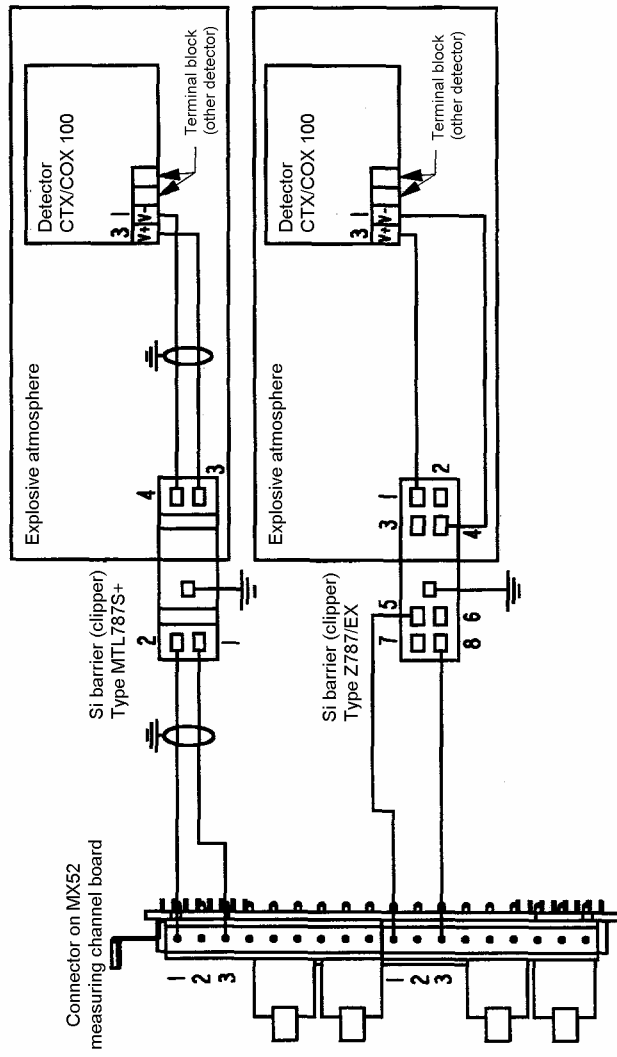 Connector on MX52
measuring channel board
1
2
3
1
2
3
Si barrier (clipper)
Type MTL787S+
2
1
4
3
Explosive atmosphere
Detector
CTX/COX 100
3 1
V+ V-
Terminal block
(other detector)
Si barrier (clipper)
Type Z787/EX
7 5
8 6
3 1
4 2
Explosive atmosphere
Detector
CTX/COX 100
3 1
V+ V-
Terminal block
(other detector)